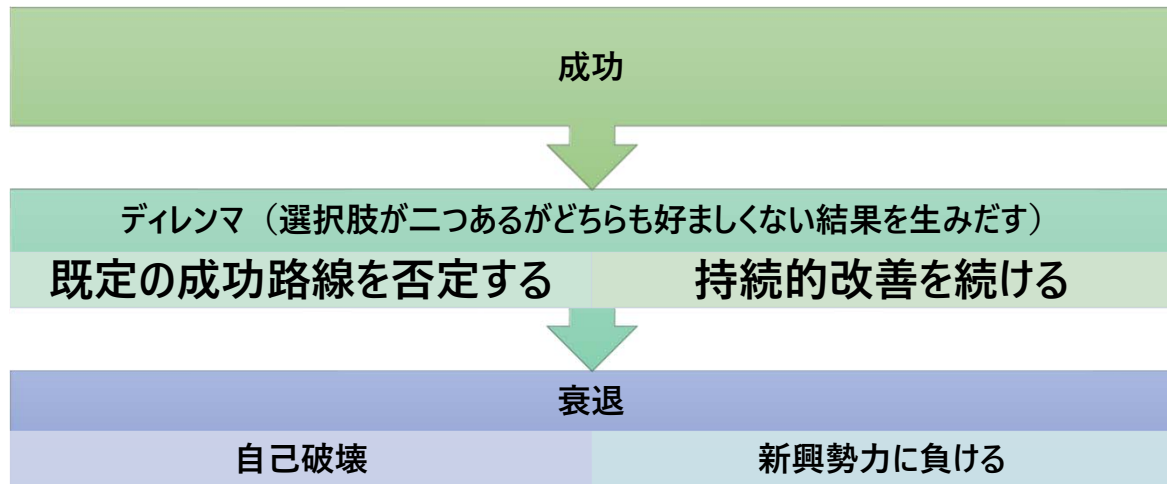 成功
ディレンマ（選択肢が二つあるがどちらも好ましくない結果を生みだす）
既定の成功路線を否定する
持続的改善を続ける
衰退
自己破壊
新興勢力に負ける